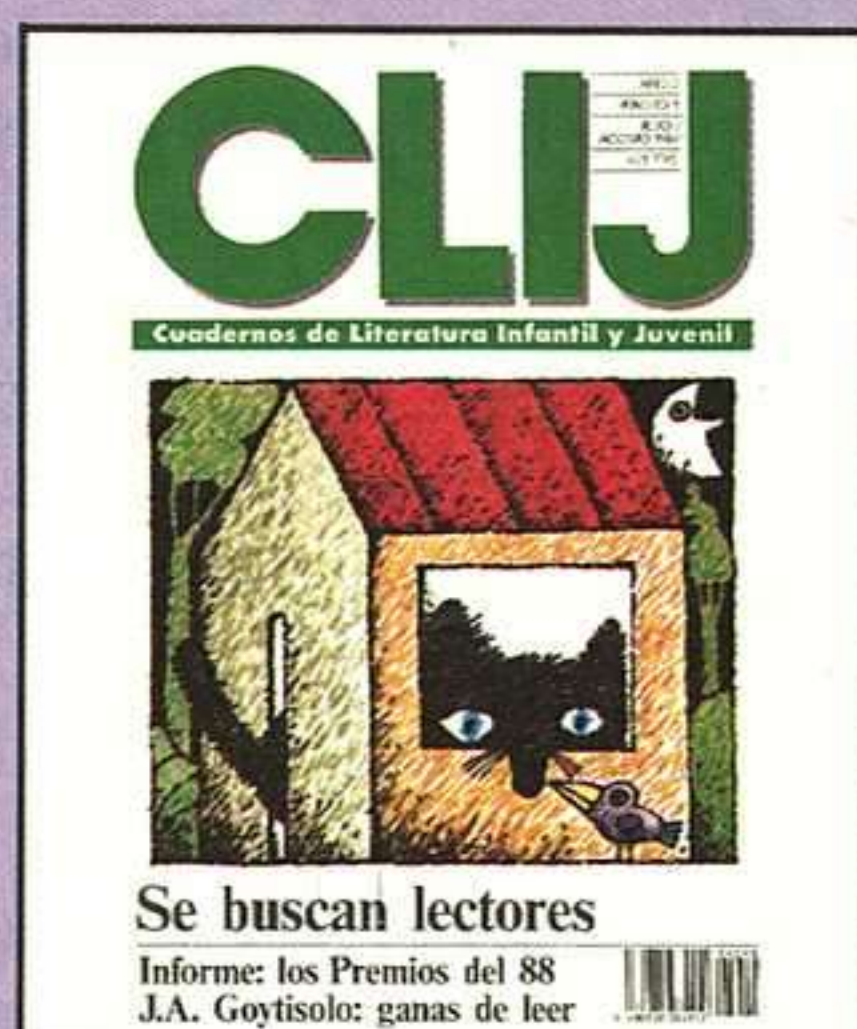 CLIJ
Cuadernos de Literatura Infantil y Juvenil
Se buscan lectores
Informe: los Premios del 88
J.A. Goytisolo: ganas de leer